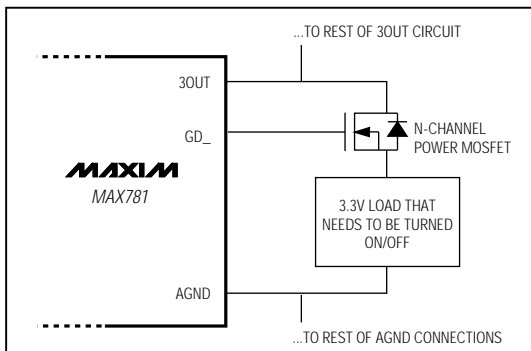 ...TO REST OF 3OUT CIRCUIT
3OUT
GD_
N-CHANNEL
POWER MOSFET
MAXIM
MAX781
3.3V LOAD THAT
NEEDS TO BE TURNED
ON/OFF
AGND
...TO REST OF AGND CONNECTIONS